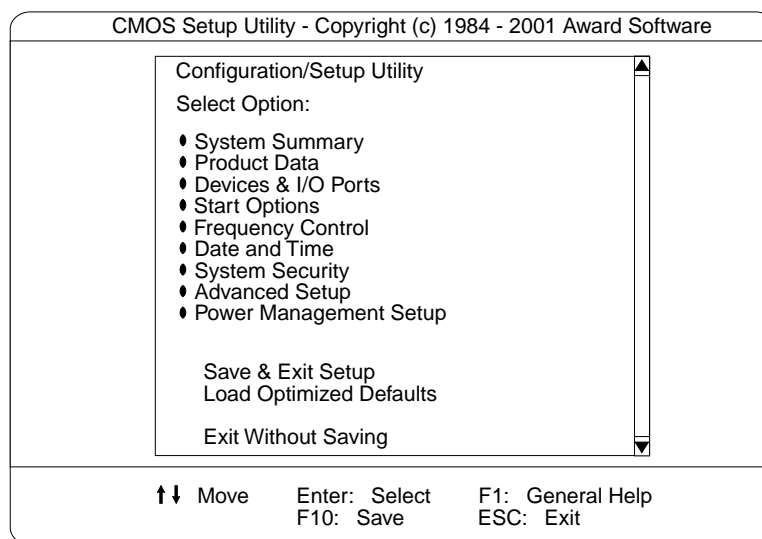 CMOS Setup Utility - Copyright (c) 1984 - 2001 Award Software
Configuration/Setup Utility
Select Option:
System Summary
Product Data
Devices & I/O Ports
Start Options
Frequency Control
Date and Time
System Security
Advanced Setup
Power Management Setup
Save & Exit Setup
Load Optimized Defaults
Exit Without Saving
Move Enter: Select F1: General Help
F10: Save ESC: Exit